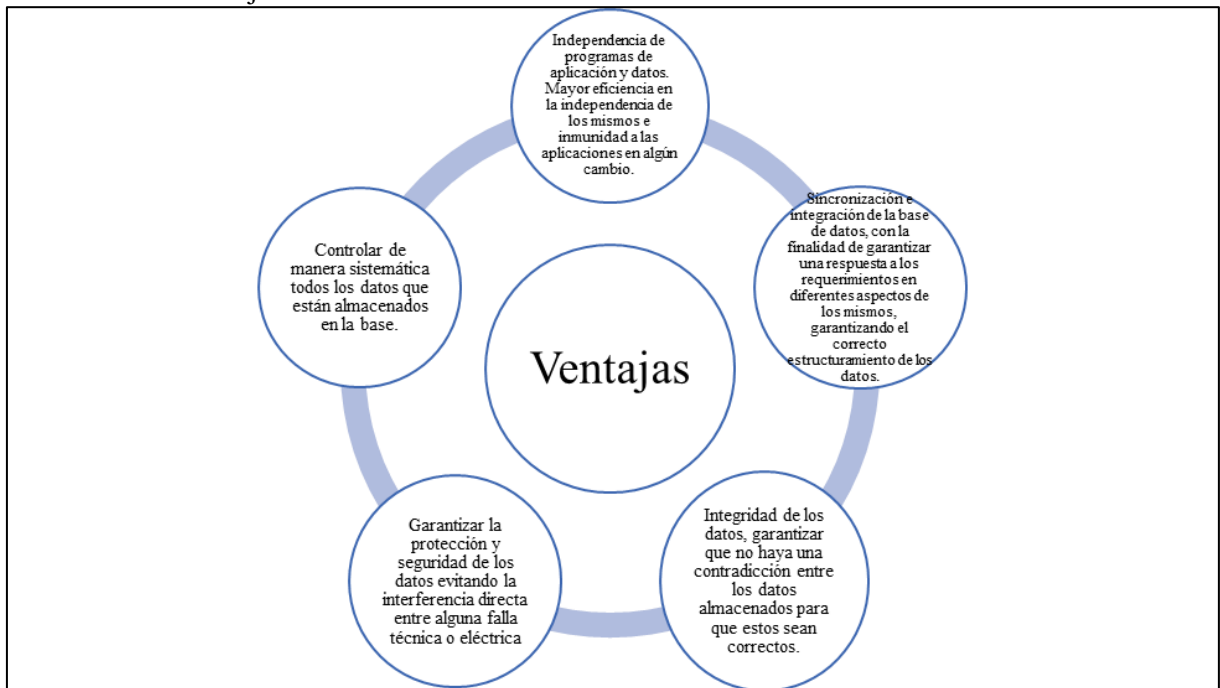 Independencia de
programas de
aplicación y datos.
Mayor eficiencia en
la independencia de
los mismos e
inmunidad a las
aplicaciones en algún
cambio.
Sincronización e
integración de la base
de datos, con la
finalidad de garantizar
una respuesta a los
requerimientos en
diferentes aspectos de
los mismos,
garantizando el
correcto
estructuramiento de los
datos.
Integridad de los
datos, garantizar
que no haya una
contradicción entre
los datos
almacenados para
que estos sean
correctos.
Garantizar la
protección y
seguridad de los
datos evitando la
interferencia directa
entre alguna falla
técnica o eléctrica
Controlar de
manera sistemática
todos los datos que
están almacenados
en la base.
Ventajas